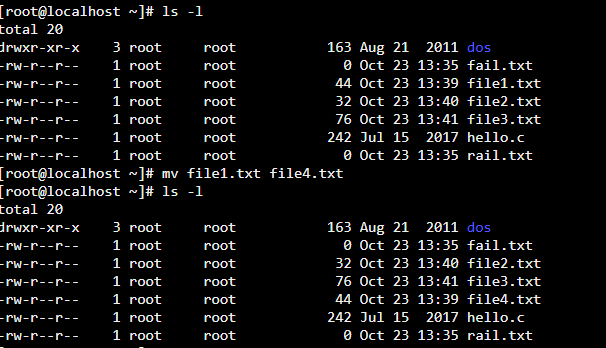 [root@localhost ~]# ls -l
total 20
drwxr-xr-x    3 root     root           163 Aug 21  2011 dos
-rw-r--r--    1 root     root             0 Oct 23 13:35 fail.txt
-rw-r--r--    1 root     root            44 Oct 23 13:39 file1.txt
-rw-r--r--    1 root     root            32 Oct 23 13:40 file2.txt
-rw-r--r--    1 root     root            76 Oct 23 13:41 file3.txt
-rw-r--r--    1 root     root           242 Jul 15  2017 hello.c
-rw-r--r--    1 root     root             0 Oct 23 13:35 rail.txt
[root@localhost ~]# mv file1.txt file4.txt
[root@localhost ~]# ls -l
total 20
drwxr-xr-x    3 root     root           163 Aug 21  2011 dos
-rw-r--r--    1 root     root             0 Oct 23 13:35 fail.txt
-rw-r--r--    1 root     root            32 Oct 23 13:40 file2.txt
-rw-r--r--    1 root     root            76 Oct 23 13:41 file3.txt
-rw-r--r--    1 root     root            44 Oct 23 13:39 file4.txt
-rw-r--r--    1 root     root           242 Jul 15  2017 hello.c
-rw-r--r--    1 root     root             0 Oct 23 13:35 rail.txt